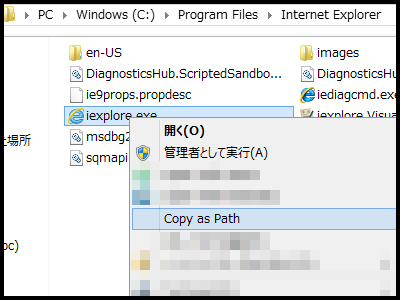 PC ▸ Windows (C:) ▸ Program Files ▸ Internet Explorer
en-US
images
DiagnosticsHub.ScriptedSandbo...
DiagnosticsHu
ie9props.propdesc
iediagcmd.exe
iexplore.exe
iexplore.Visua
場所
msdbg2
sqmapi
開く(O)
管理者として実行(A)
Copy as Path
oc)